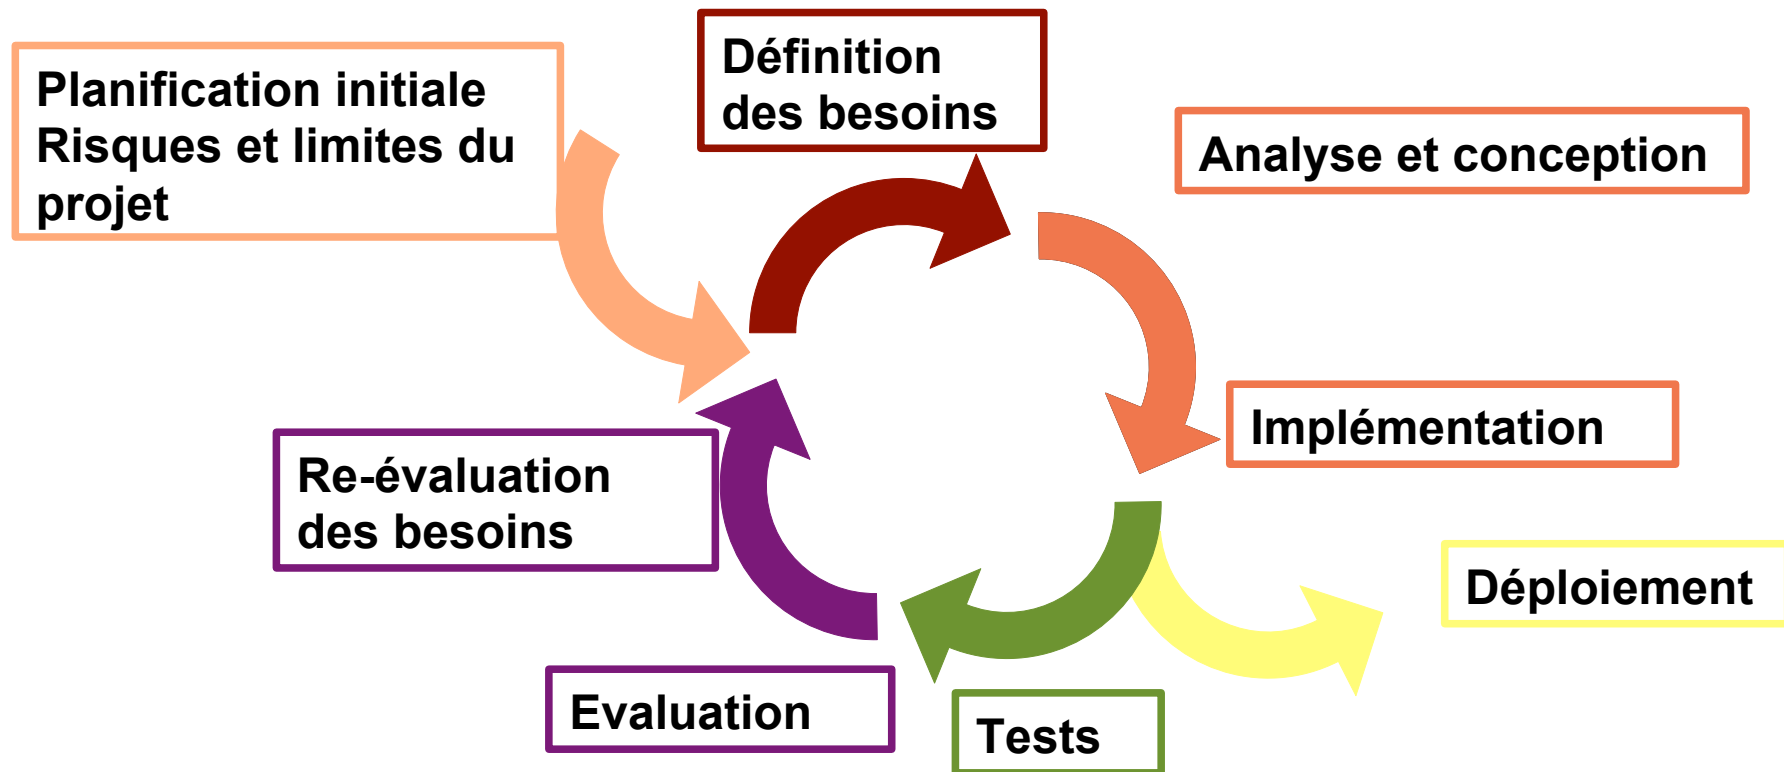 Planification initiale
Risques et limites du
projet
Définition
des besoins
Analyse et conception
Implémentation
Déploiement
Tests
Evaluation
Re-évaluation
des besoins